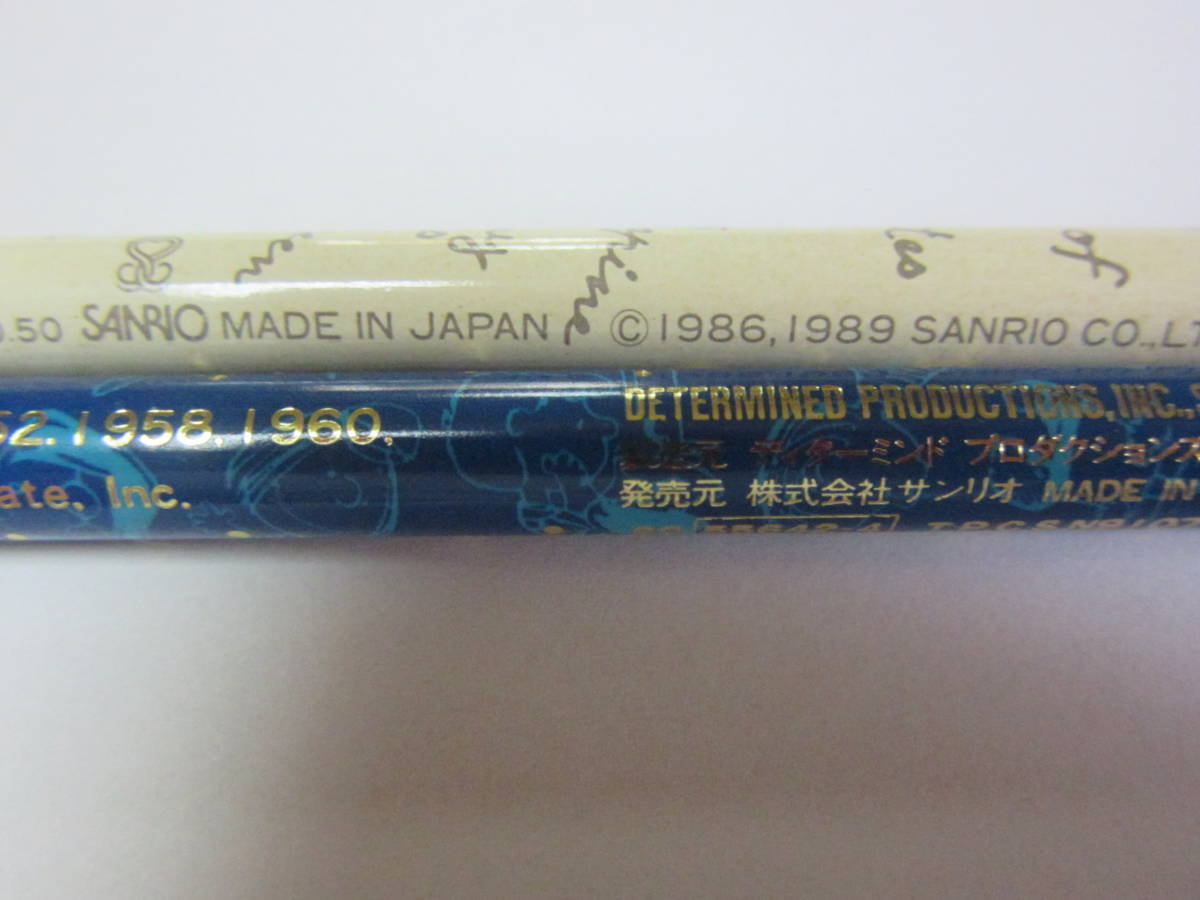 of
.50 SANRIO MADE IN JAPAN ©1986,1989 SANRIO CO.,LT
52.1958.1960,
ate, Inc.
DETERMINED PRODUCTIONS, INC.,
ディターミンド プロダクションズ
発売元 株式会社サンリオ MADE IN